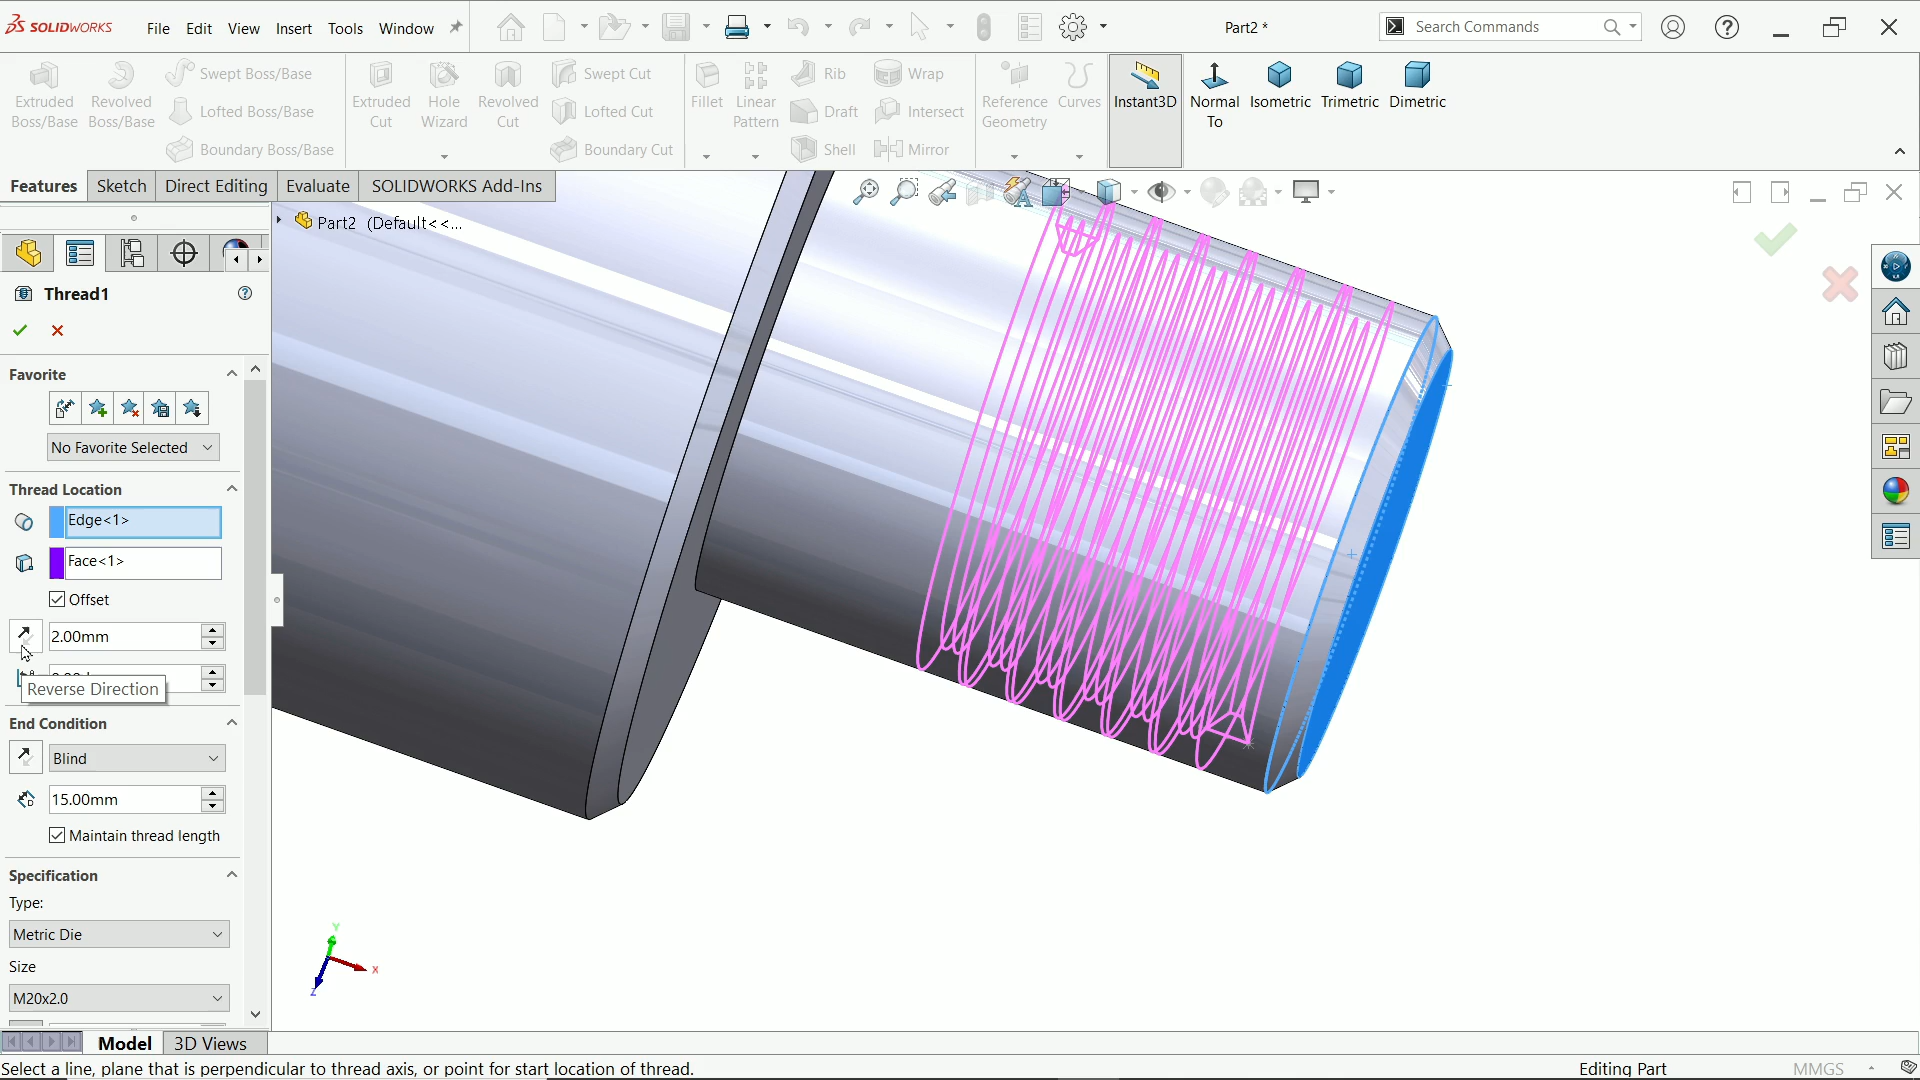 SOLIDWORKS File Edit View Insert Tools Window Part2 * Search Commands
Extruded Boss/Base
Revolved Boss/Base
Swept Boss/Base
Lofted Boss/Base
Boundary Boss/Base
Extruded Cut
Hole Wizard
Revolved Cut
Swept Cut
Lofted Cut
Boundary Cut
Fillet
Linear Pattern
Rib
Draft
Shell
Wrap
Intersect
Mirror
Reference Geometry
Curves
Instant3D
Normal To
Isometric
Trimetric
Dimetric
Features Sketch Direct Editing Evaluate SOLIDWORKS Add-Ins
Part2 (Default<<...
Thread1
Favorite
No Favorite Selected
Thread Location
Edge<1>
Face<1>
Offset
2.00mm
Reverse Direction
End Condition
Blind
15.00mm
Maintain thread length
Specification
Type:
Metric Die
Size
M20x2.0
Y
X
Z
Model 3D Views
Select a line, plane that is perpendicular to thread axis, or point for start location of thread. Editing Part MMGS